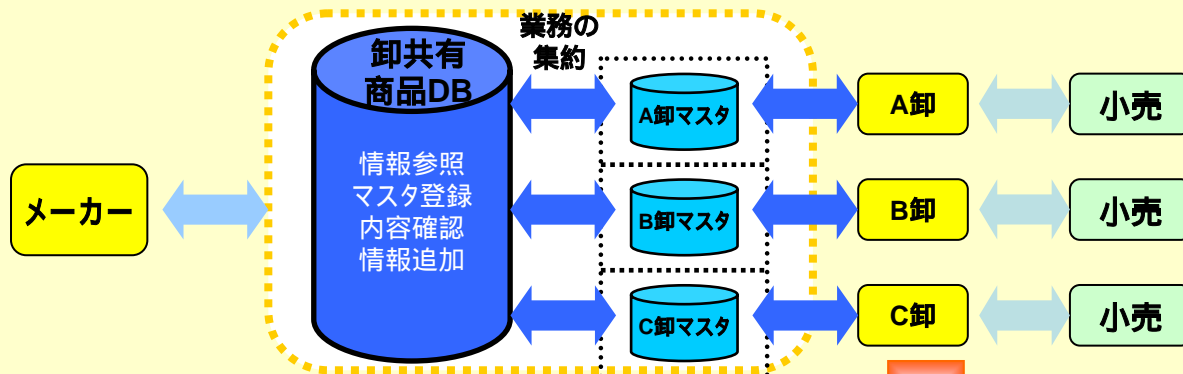 業務の
集約
卸共有
商品DB
情報参照
マスタ登録
内容確認
情報追加
メーカー
A卸マスタ
A卸
小売
B卸マスタ
B卸
小売
C卸マスタ
C卸
小売